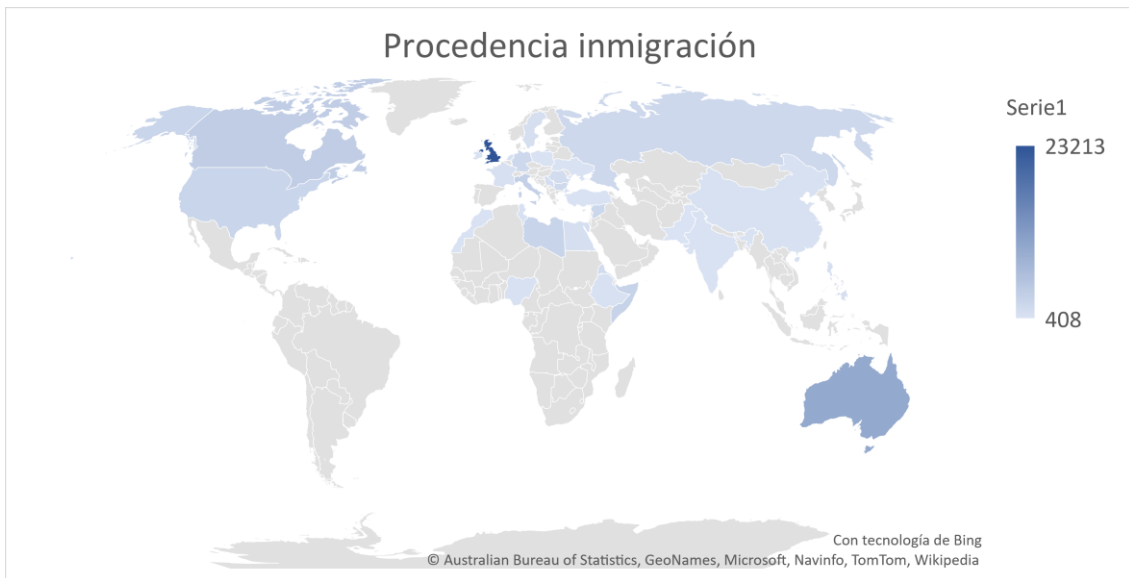 Procedencia inmigración
Serie1
23213
408
Con tecnología de Bing
© Australian Bureau of Statistics, GeoNames, Microsoft, Navinfo, TomTom, Wikipedia